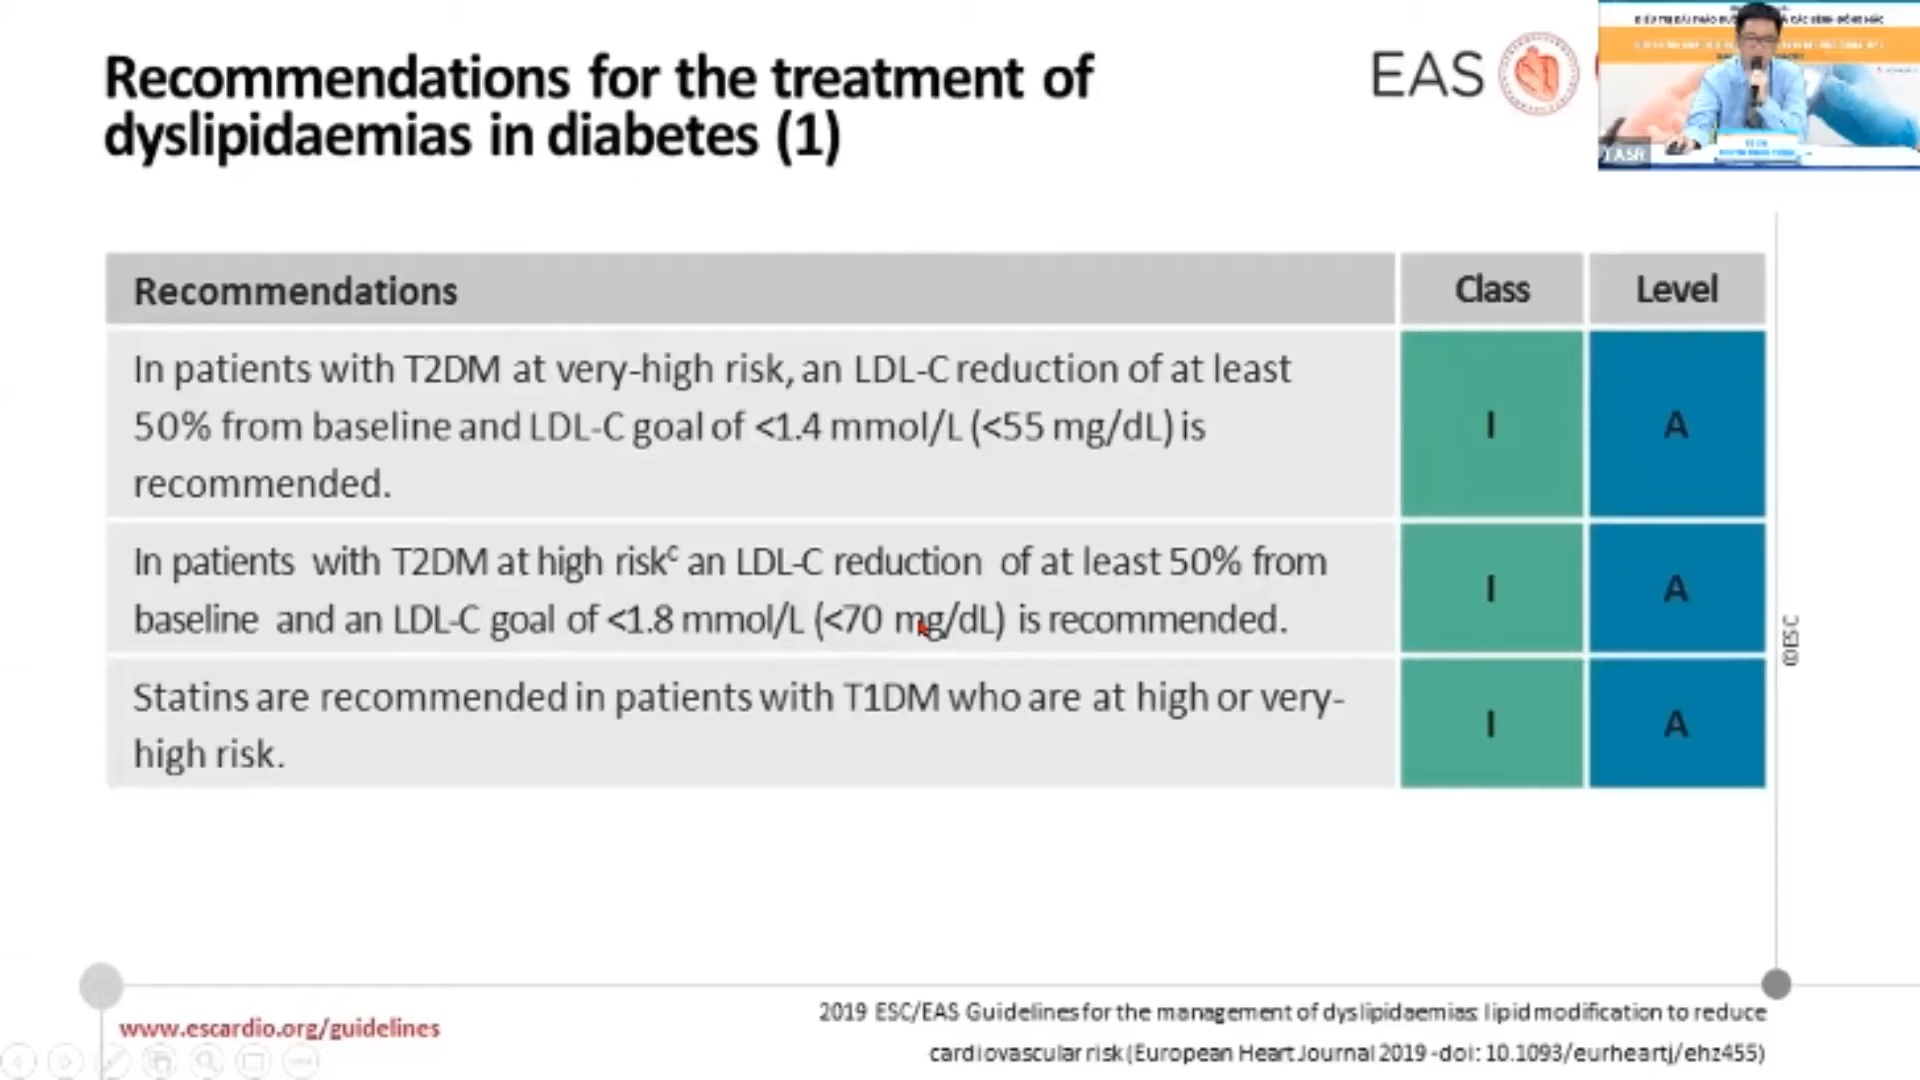 Recommendations for the treatment of
dyslipidaemias in diabetes (1)
EAS
TASR
Recommendations
Class
Level
In patients with T2DM at very-high risk, an LDL-C reduction of at least
50% from baseline and LDL-C goal of <1.4 mmol/L (<55 mg/dL) is
recommended.
I
A
In patients with T2DM at high riskᶜ an LDL-C reduction of at least 50% from
baseline and an LDL-C goal of <1.8 mmol/L (<70 mg/dL) is recommended.
I
A
Statins are recommended in patients with T1DM who are at high or very-
high risk.
I
A
©ESC
www.escardio.org/guidelines
2019 ESC/EAS Guidelines for the management of dyslipidaemias: lipid modification to reduce
cardiovascular risk (European Heart Journal 2019 -doi: 10.1093/eurheartj/ehz455)